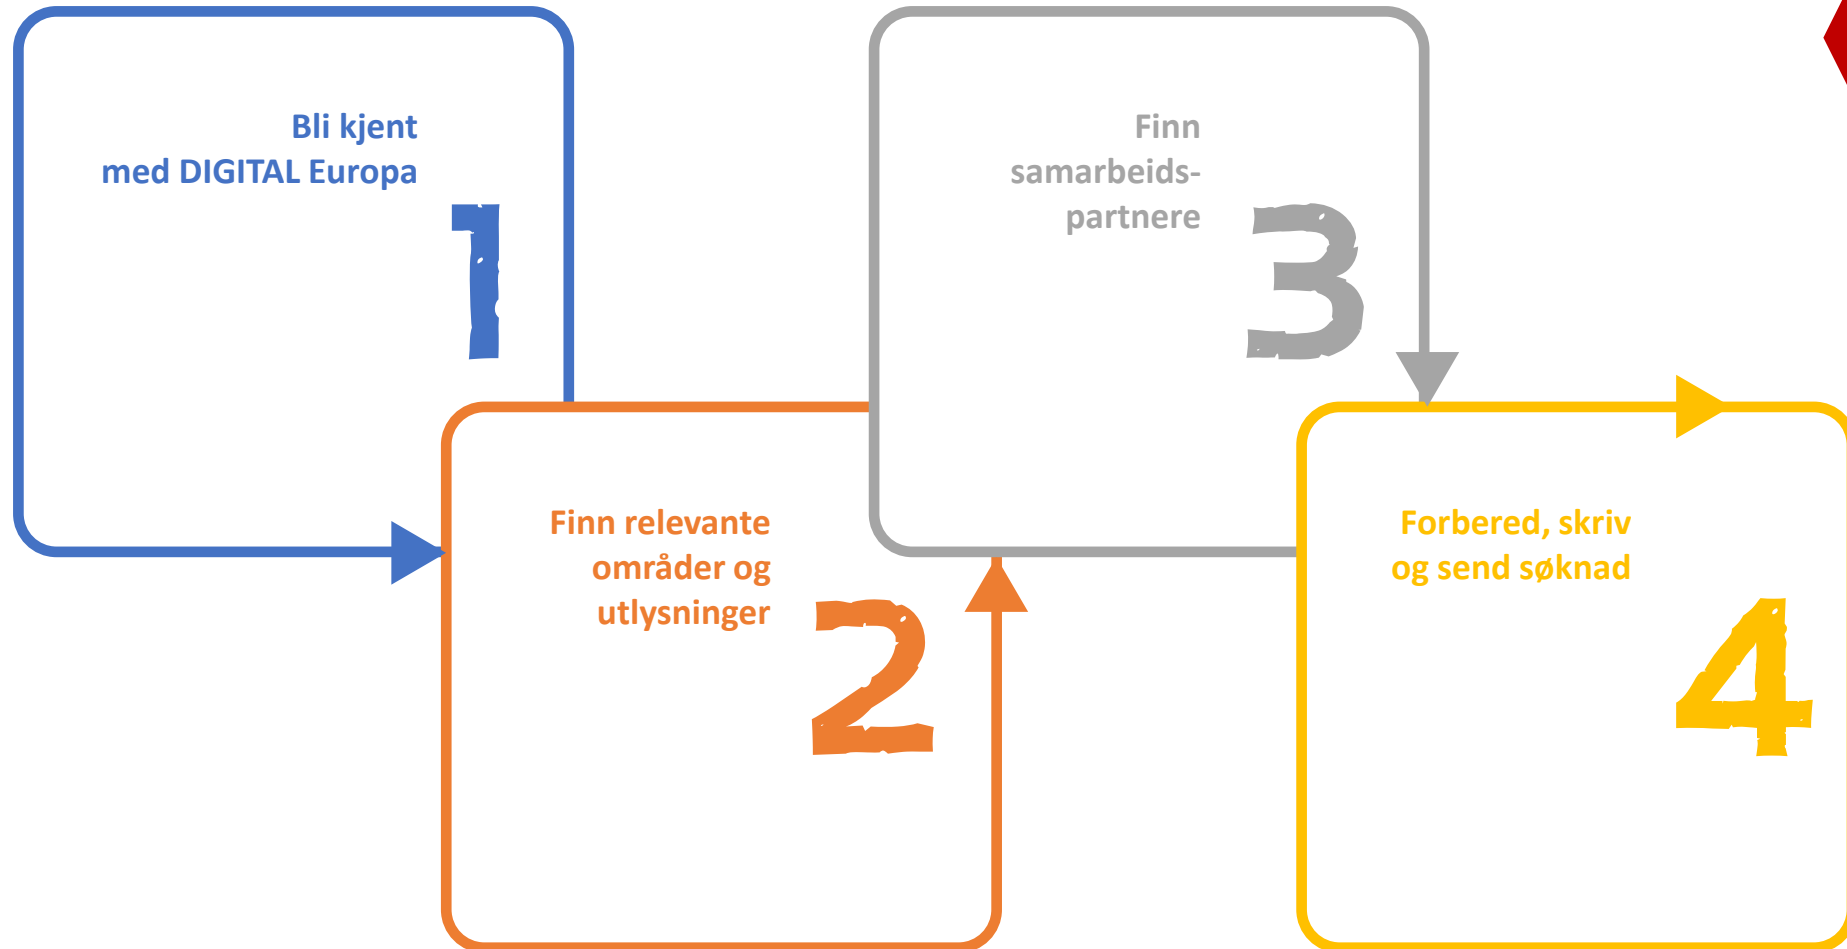 Bli kjent
med DIGITAL Europa
1
Finn relevante
områder og
utlysninger
2
Finn
samarbeids-
partnere
3
Forbered, skriv
og send søknad
4